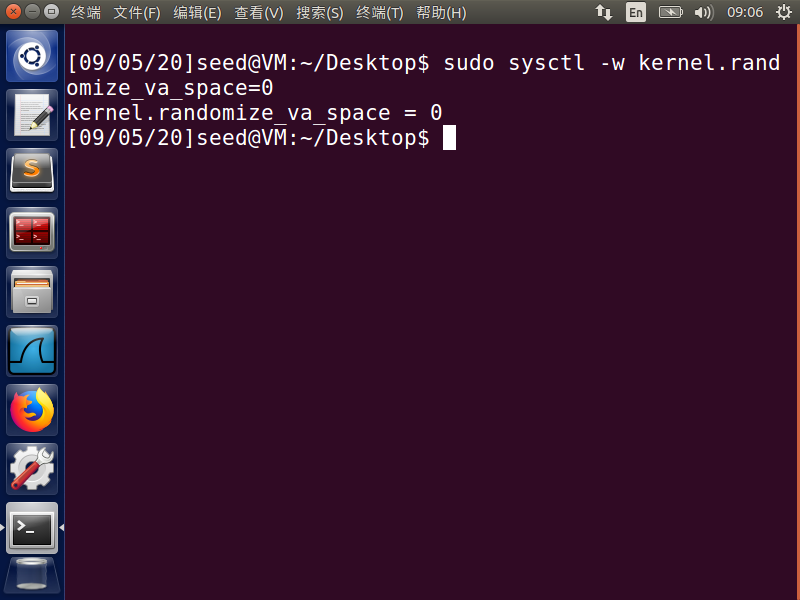 终端 文件(F) 编辑(E) 查看(V) 搜索(S) 终端(T) 帮助(H) En 09:06
[09/05/20]seed@VM:~/Desktop$ sudo sysctl -w kernel.rand
omize_va_space=0
kernel.randomize_va_space = 0
[09/05/20]seed@VM:~/Desktop$